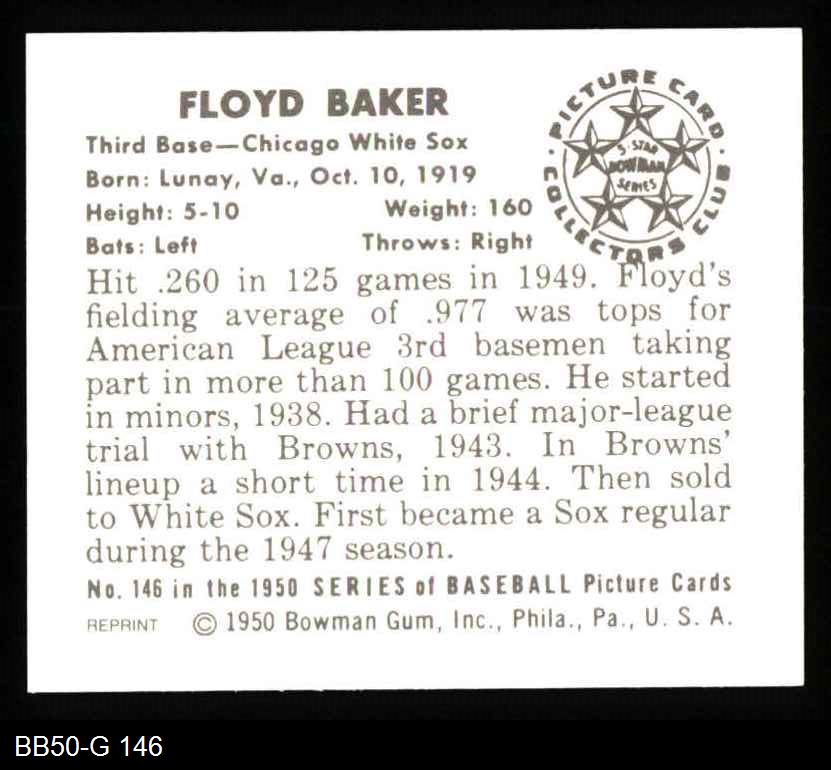 FLOYD BAKER
Third Base—Chicago White Sox
Born: Lunay, Va., Oct. 10, 1919
Height: 5-10 Weight: 160
Bats: Left Throws: Right
PICTURE CARD
COLLECTORS CLUB
5-STAR
BOWMAN
SERIES
Hit .260 in 125 games in 1949. Floyd's
fielding average of .977 was tops for
American League 3rd basemen taking
part in more than 100 games. He started
in minors, 1938. Had a brief major-league
trial with Browns, 1943. In Browns'
lineup a short time in 1944. Then sold
to White Sox. First became a Sox regular
during the 1947 season.
No. 146 in the 1950 SERIES of BASEBALL Picture Cards
REPRINT © 1950 Bowman Gum, Inc., Phila., Pa., U. S. A.
BB50-G 146